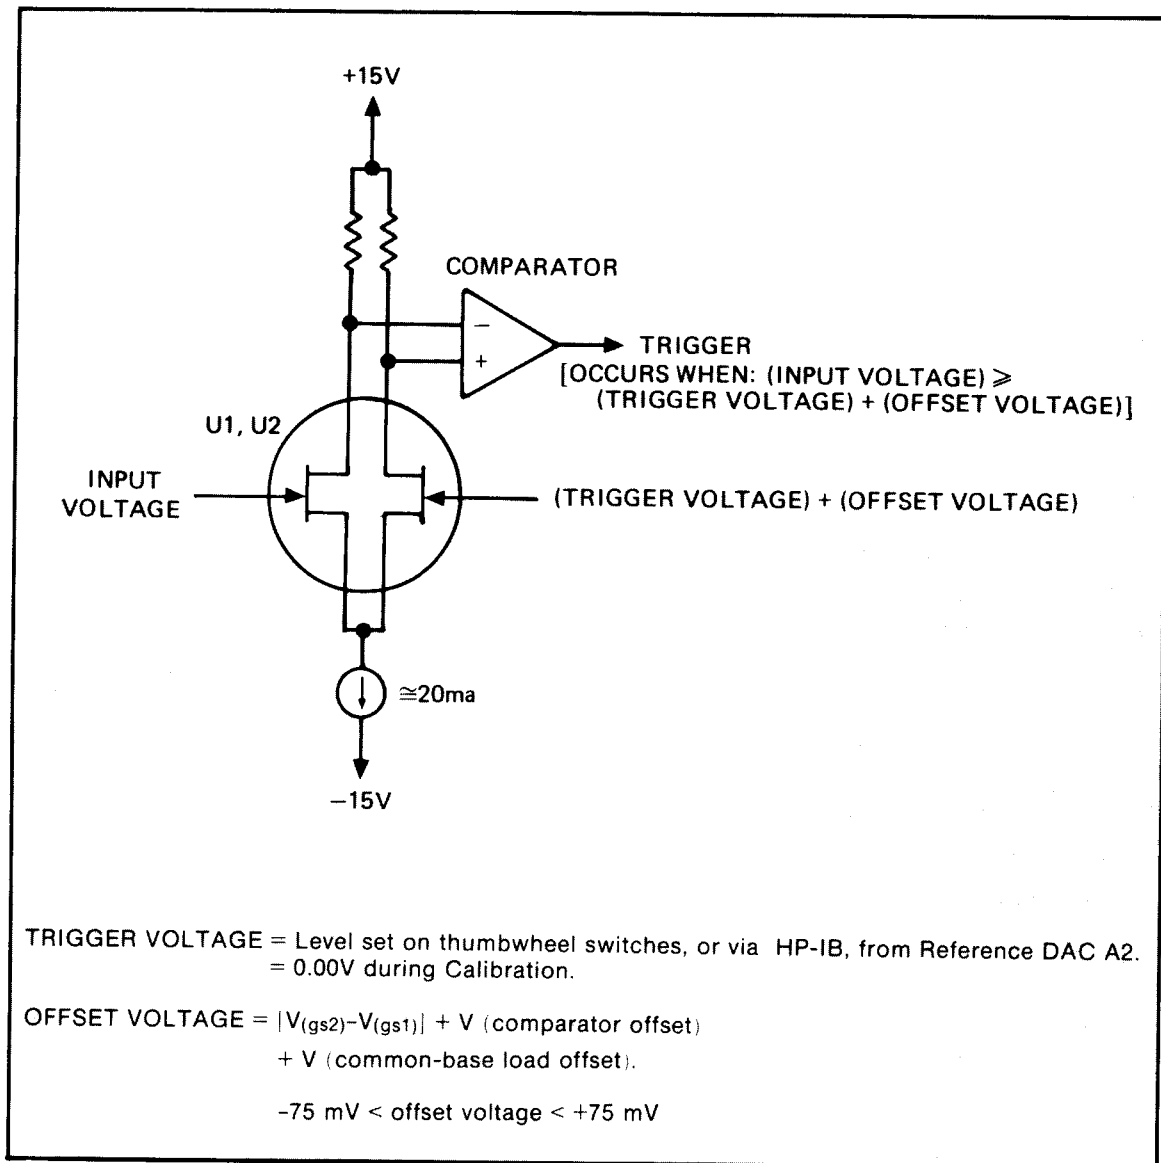 +15V
COMPARATOR
−
+
TRIGGER
[OCCURS WHEN: (INPUT VOLTAGE) ⩾
(TRIGGER VOLTAGE) + (OFFSET VOLTAGE)]
U1, U2
INPUT
VOLTAGE
(TRIGGER VOLTAGE) + (OFFSET VOLTAGE)
≅20ma
−15V
TRIGGER VOLTAGE = Level set on thumbwheel switches, or via HP-IB, from Reference DAC A2.
= 0.00V during Calibration.
OFFSET VOLTAGE = |V(gs2)-V(gs1)| + V (comparator offset)
+ V (common-base load offset).
-75 mV < offset voltage < +75 mV